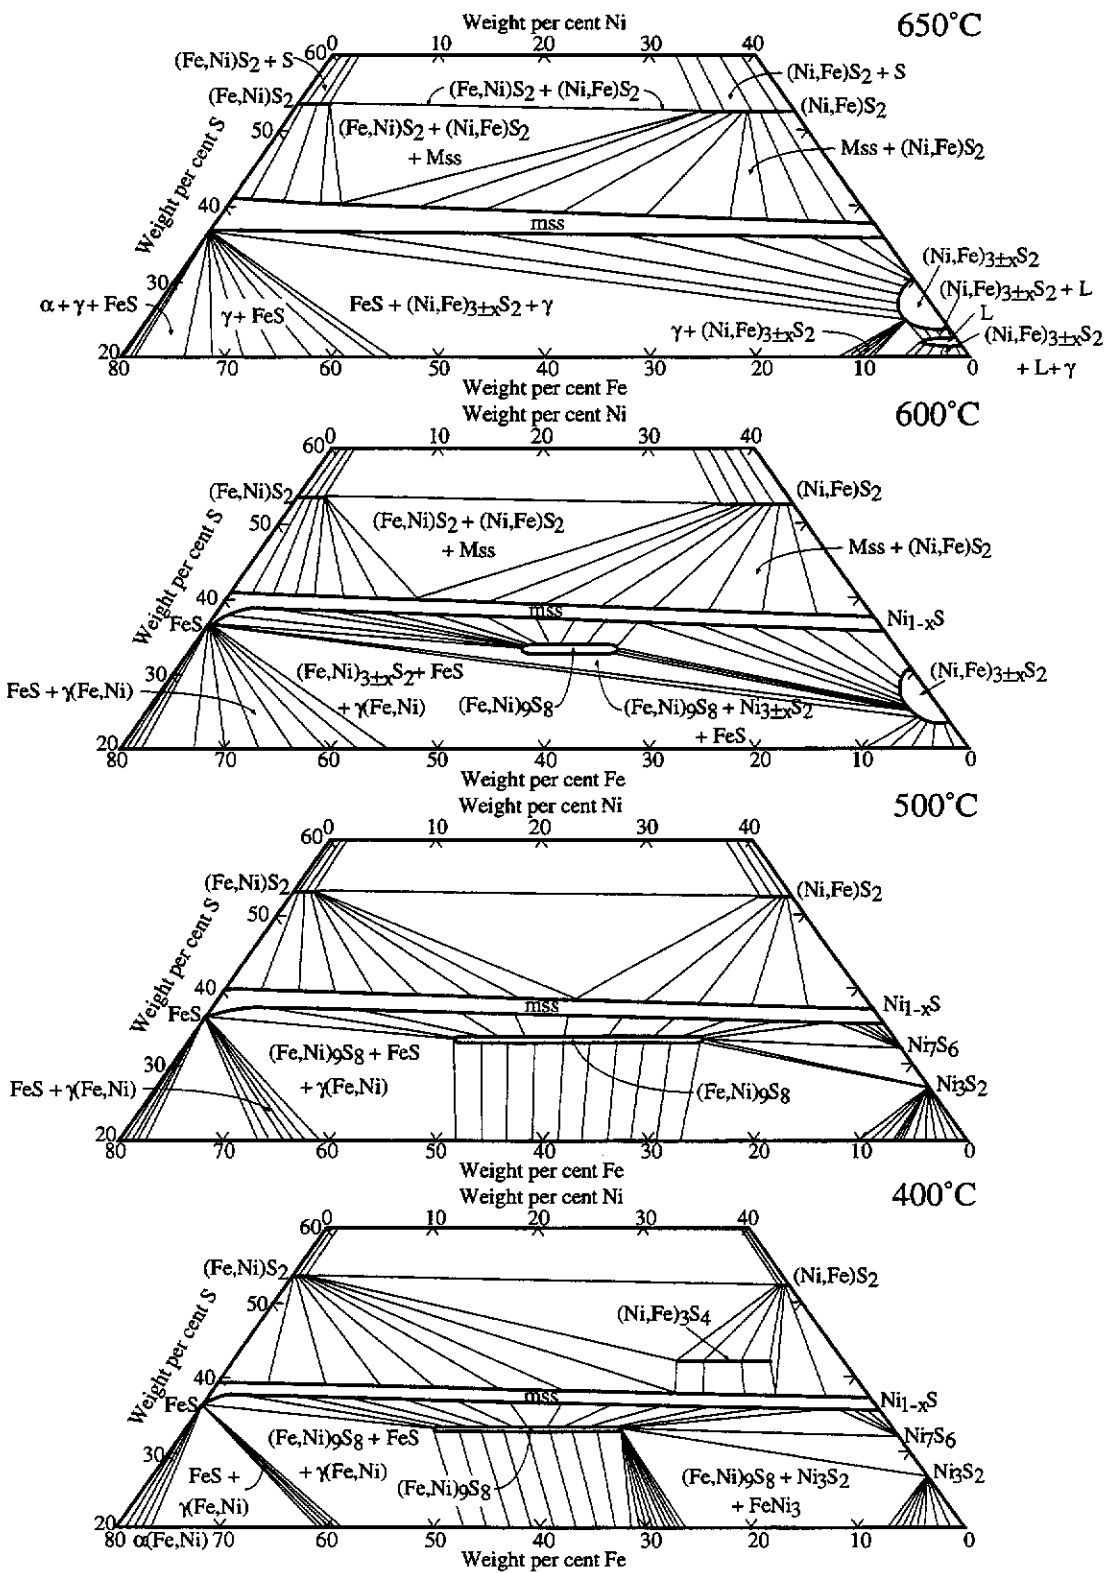 Weight per cent Ni
650°C
60 0 10 20 30 40
(Fe,Ni)S2 + S
(Ni,Fe)S2 + S
(Fe,Ni)S2
(Fe,Ni)S2 + (Ni,Fe)S2
(Ni,Fe)S2
50
(Fe,Ni)S2 + (Ni,Fe)S2
+ Mss
Mss + (Ni,Fe)S2
Weight per cent S
40
mss
(Ni,Fe)3±xS2
30
α + γ + FeS
γ + FeS
FeS + (Ni,Fe)3±xS2 + γ
(Ni,Fe)3±xS2 + L
L
γ + (Ni,Fe)3±xS2
(Ni,Fe)3±xS2
+ L + γ
20
80 70 60 50 40 30 20 10 0
Weight per cent Fe
Weight per cent Ni
600°C
60 0 10 20 30 40
(Fe,Ni)S2
(Ni,Fe)S2
50
(Fe,Ni)S2 + (Ni,Fe)S2
+ Mss
Mss + (Ni,Fe)S2
Weight per cent S
40
mss
Ni1-xS
FeS
30
(Fe,Ni)3±xS2 + FeS
+ γ(Fe,Ni)
(Ni,Fe)3±xS2
FeS + γ(Fe,Ni)
(Fe,Ni)9S8
(Fe,Ni)9S8 + Ni3±xS2
+ FeS
20
80 70 60 50 40 30 20 10 0
Weight per cent Fe
Weight per cent Ni
500°C
60 0 10 20 30 40
(Fe,Ni)S2
(Ni,Fe)S2
50
Weight per cent S
40
mss
Ni1-xS
FeS
Ni7S6
30
(Fe,Ni)9S8 + FeS
+ γ(Fe,Ni)
FeS + γ(Fe,Ni)
(Fe,Ni)9S8
Ni3S2
20
80 70 60 50 40 30 20 10 0
Weight per cent Fe
Weight per cent Ni
400°C
60 0 10 20 30 40
(Fe,Ni)S2
(Ni,Fe)S2
50
(Ni,Fe)3S4
Weight per cent S
40
mss
Ni1-xS
FeS
Ni7S6
30
(Fe,Ni)9S8 + FeS
+ γ(Fe,Ni)
FeS +
γ(Fe,Ni)
(Fe,Ni)9S8
(Fe,Ni)9S8 + Ni3S2
+ FeNi3
Ni3S2
20
80 70 60 50 40 30 20 10 0
α(Fe,Ni)
Weight per cent Fe